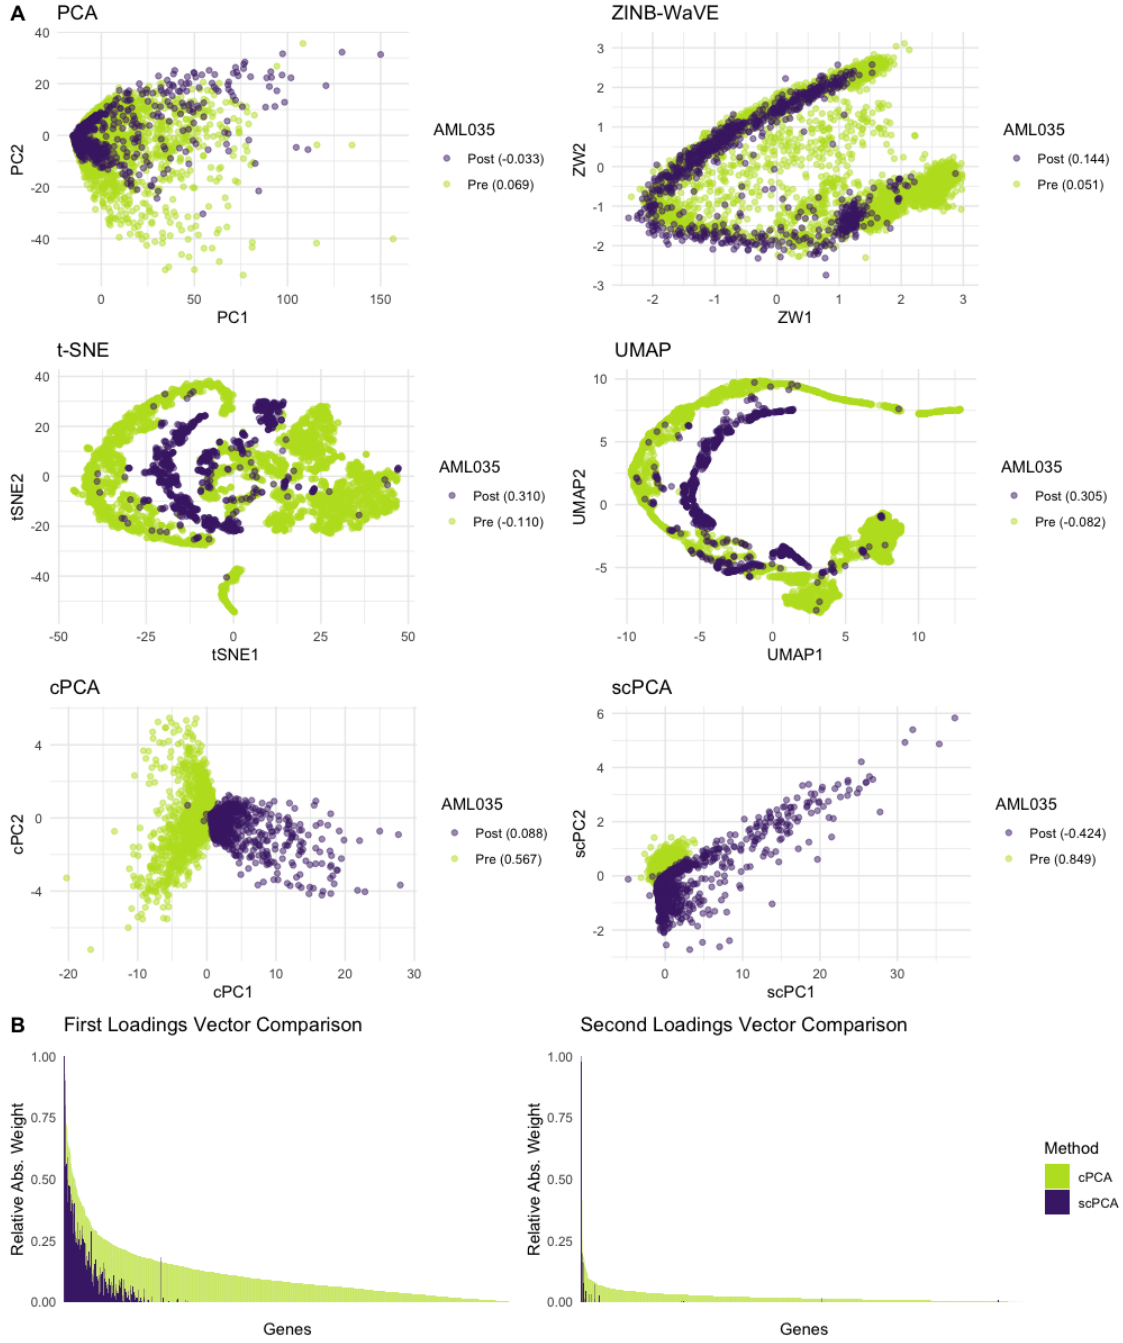 A
PCA
40
20
0
-20
-40
PC2
0 50 100 150
PC1
AML035
Post (-0.033)
Pre (0.069)
ZINB-WaVE
3
2
1
0
-1
-2
-3
ZW2
-2 -1 0 1 2 3
ZW1
AML035
Post (0.144)
Pre (0.051)
t-SNE
40
20
0
-20
-40
tSNE2
-50 -25 0 25 50
tSNE1
AML035
Post (0.310)
Pre (-0.110)
UMAP
10
5
0
-5
UMAP2
-10 -5 0 5 10
UMAP1
AML035
Post (0.305)
Pre (-0.082)
cPCA
4
0
-4
cPC2
-20 -10 0 10 20 30
cPC1
AML035
Post (0.088)
Pre (0.567)
scPCA
6
4
2
0
-2
scPC2
0 10 20 30
scPC1
AML035
Post (-0.424)
Pre (0.849)
B
First Loadings Vector Comparison
1.00
0.75
0.50
0.25
0.00
Relative Abs. Weight
Genes
Second Loadings Vector Comparison
1.00
0.75
0.50
0.25
0.00
Relative Abs. Weight
Genes
Method
cPCA
scPCA